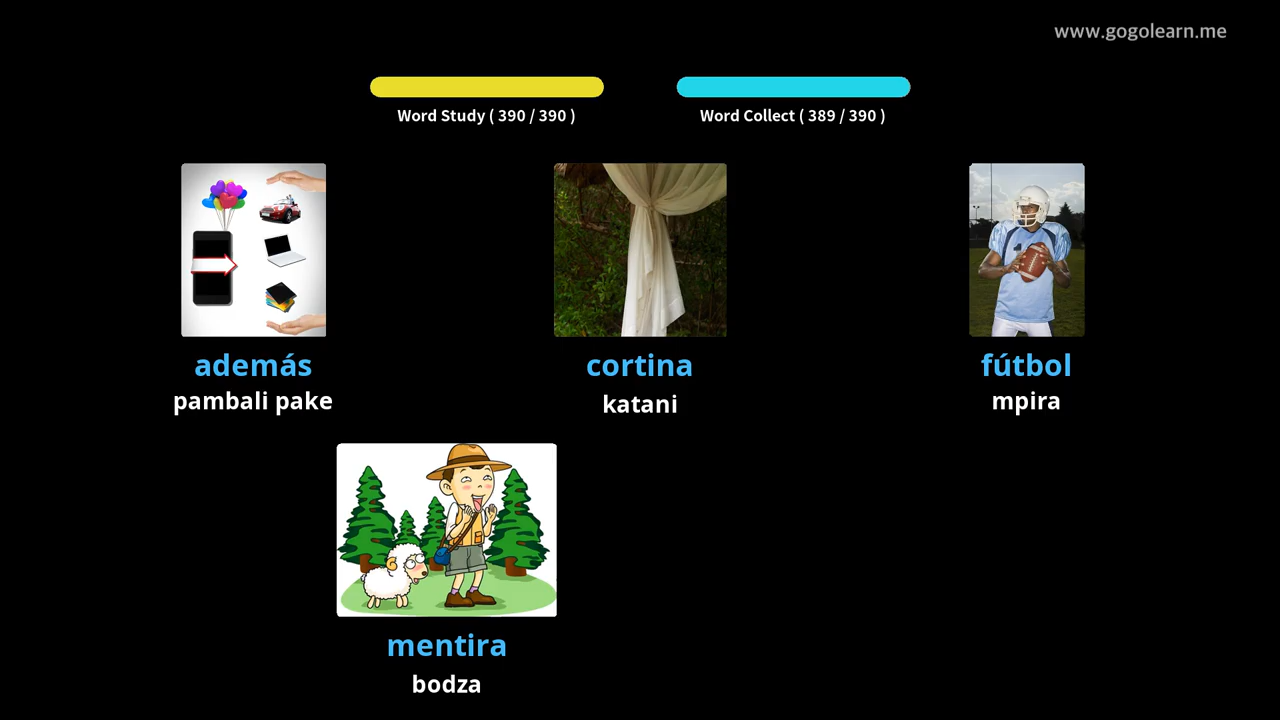 www.gogolearn.me
Word Study ( 390 / 390 )
Word Collect ( 389 / 390 )
además
pambali pake
cortina
katani
fútbol
mpira
mentira
bodza